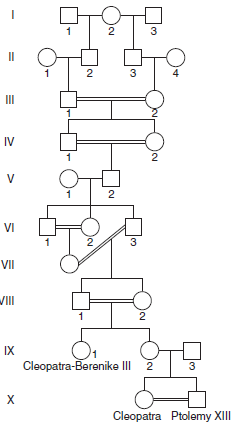 I
1 2 3
II
1 2 3 4
III
1 2
IV
1 2
V
1 2
VI
1 2 3
VII
VIII
1 2
IX
1 2 3
Cleopatra-Berenike III
X
Cleopatra Ptolemy XIII